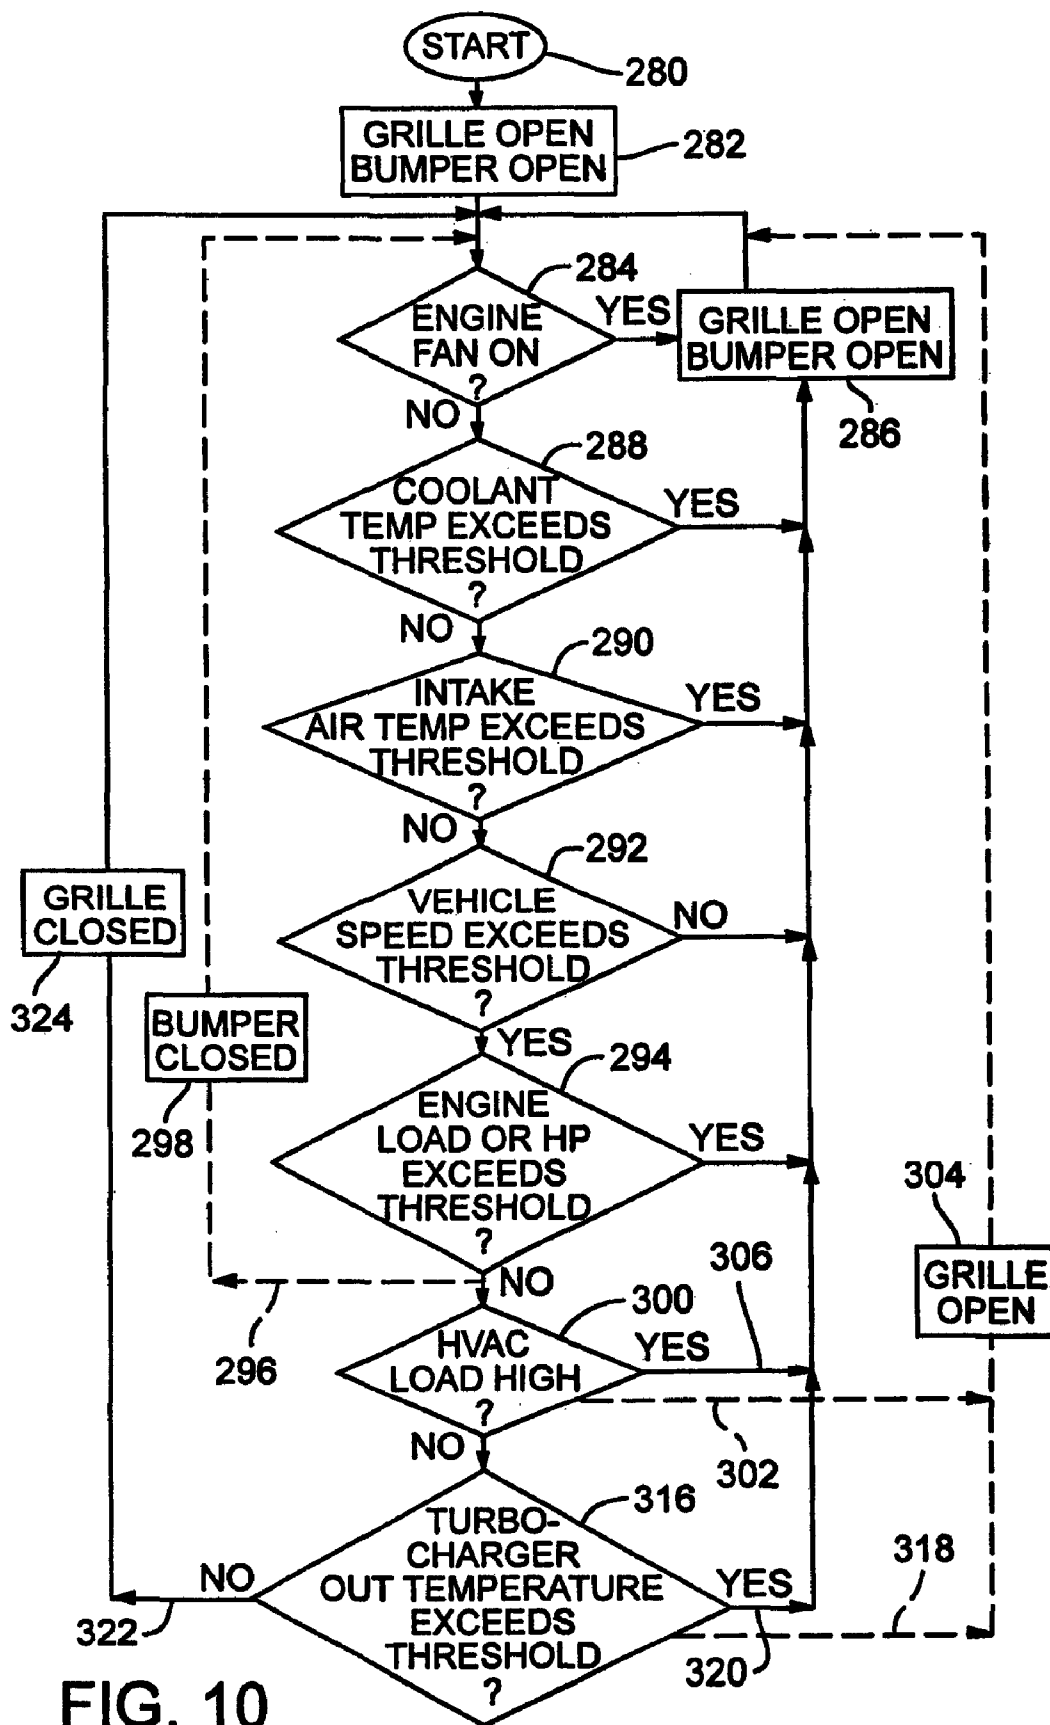 START
280
GRILLE OPEN
BUMPER OPEN
282
284
ENGINE
FAN ON
?
YES
GRILLE OPEN
BUMPER OPEN
286
NO
288
COOLANT
TEMP EXCEEDS
THRESHOLD
?
YES
NO
290
INTAKE
AIR TEMP EXCEEDS
THRESHOLD
?
YES
NO
292
VEHICLE
SPEED EXCEEDS
THRESHOLD
?
NO
GRILLE
CLOSED
324
BUMPER
CLOSED
298
YES
294
ENGINE
LOAD OR HP
EXCEEDS
THRESHOLD
?
YES
304
GRILLE
OPEN
NO
296
306
300
HVAC
LOAD HIGH
?
YES
302
NO
316
TURBO-
CHARGER
OUT TEMPERATURE
EXCEEDS
THRESHOLD
?
NO
322
YES
320
318
FIG. 10